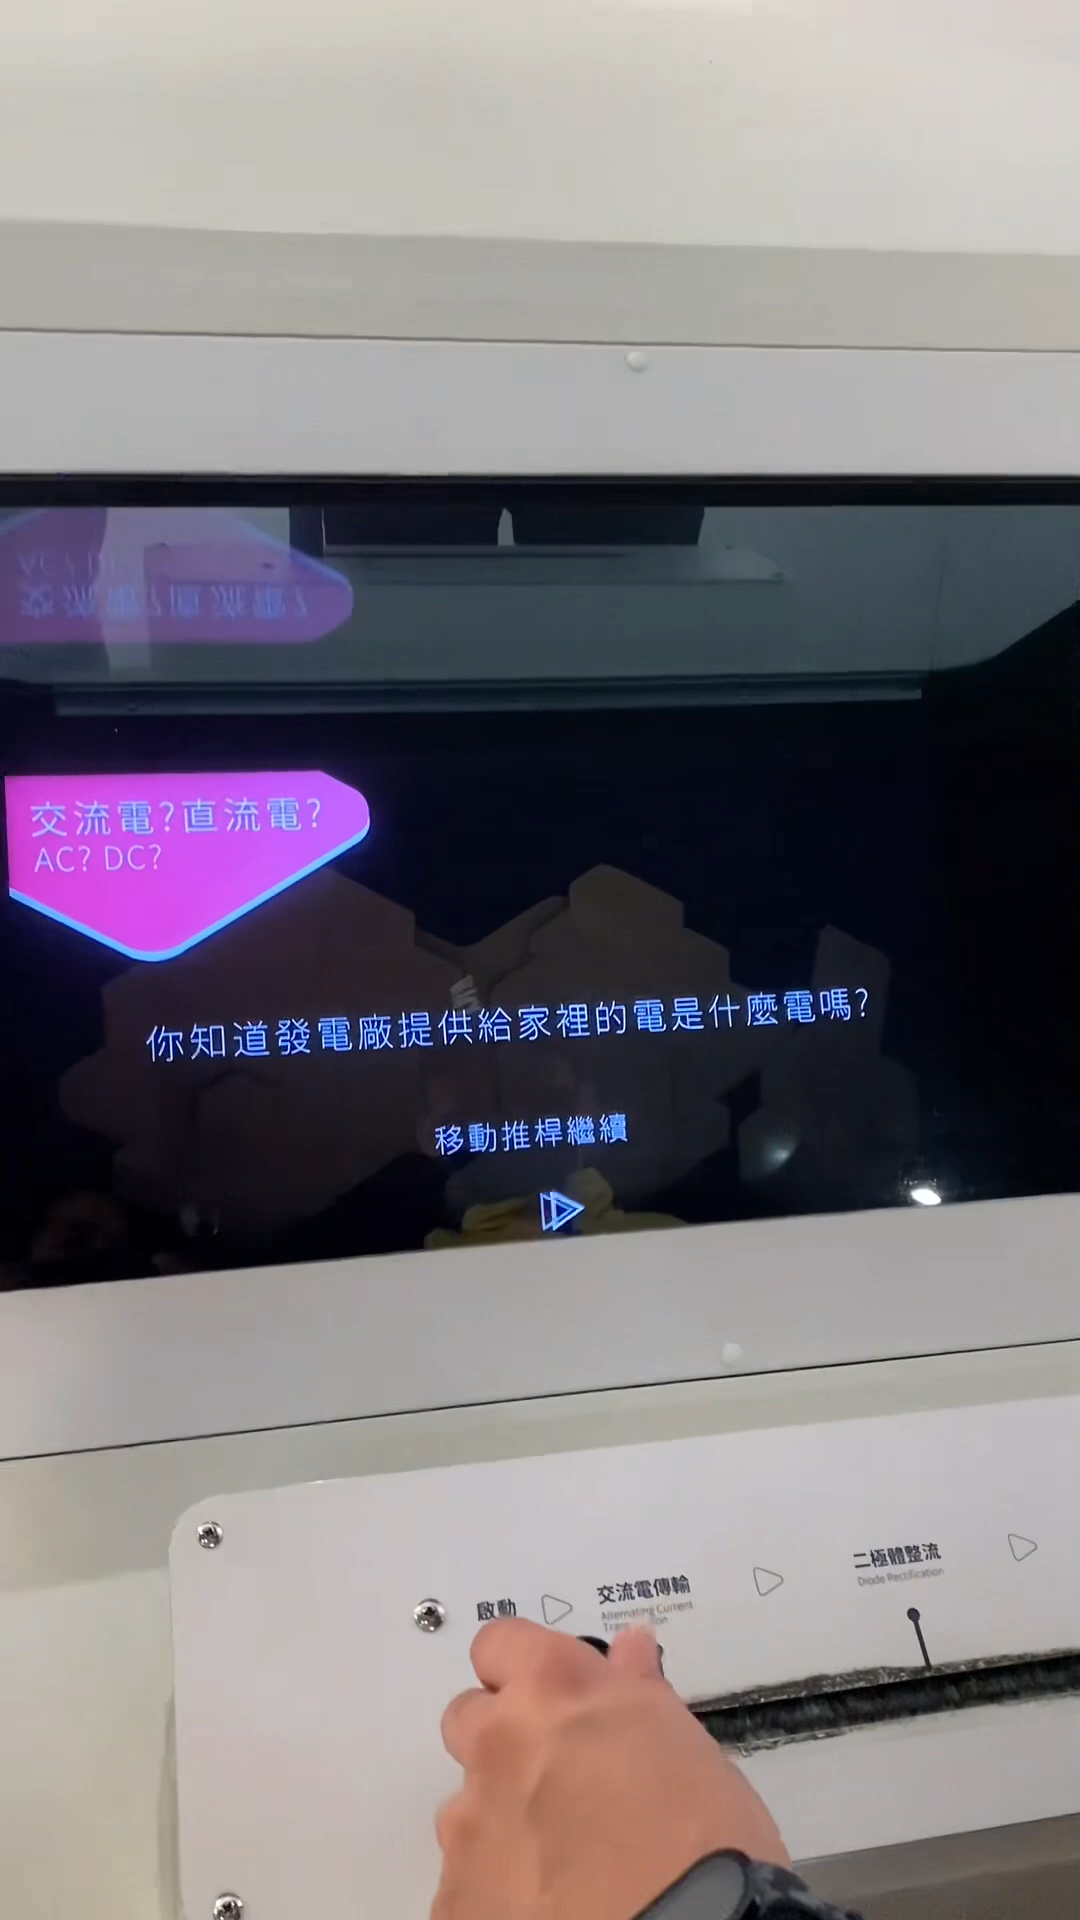 交流電?直流電?
AC? DC?
你知道發電廠提供給家裡的電是什麼電嗎?
移動推桿繼續
啟動
交流電傳輸
Alternating Current
二極體整流
Diode Rectification